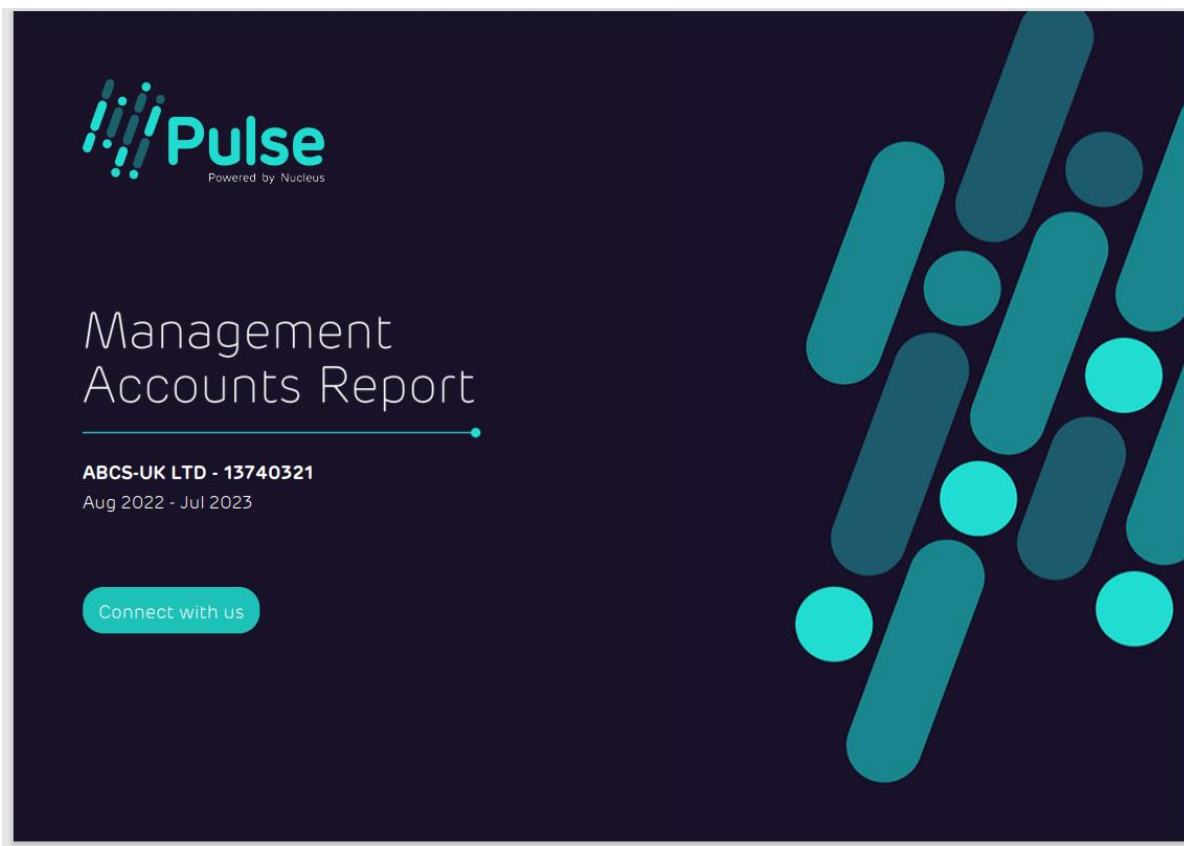 Pulse
Powered by Nucleus
Management
Accounts Report
ABCS-UK LTD - 13740321
Aug 2022 - Jul 2023
Connect with us